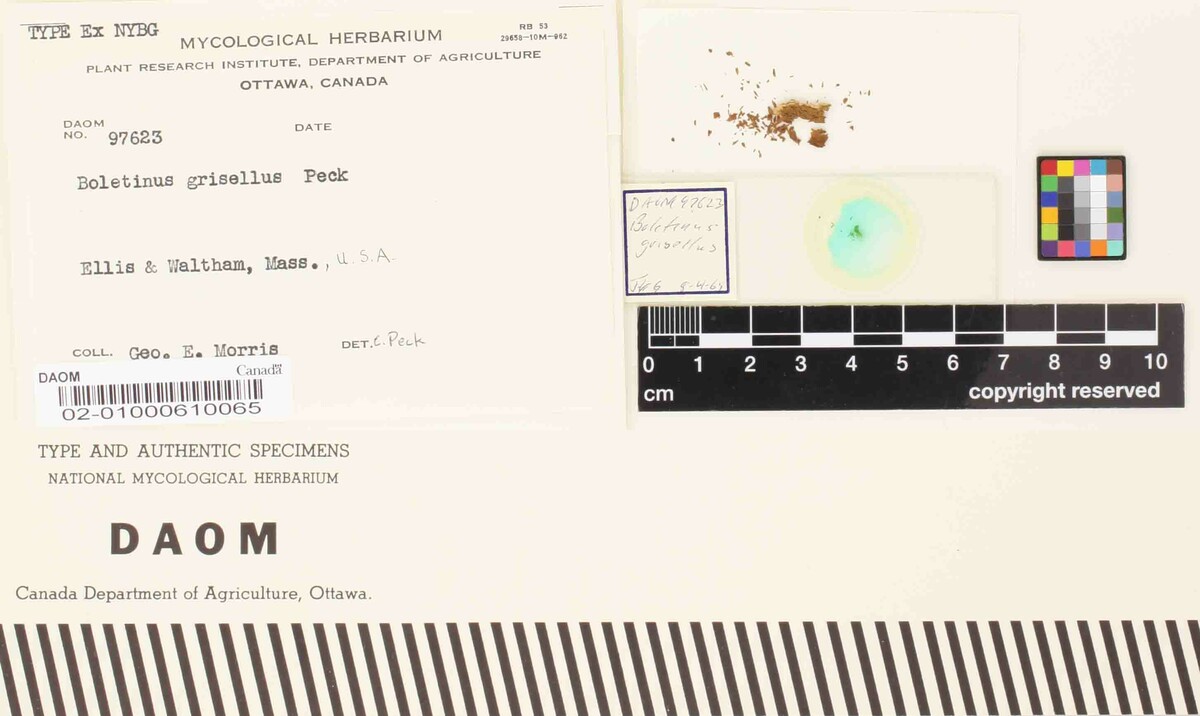 TYPE Ex NYBG
RB 53
29658-10M-962
MYCOLOGICAL HERBARIUM
PLANT RESEARCH INSTITUTE, DEPARTMENT OF AGRICULTURE
OTTAWA, CANADA
DAOM
NO. 97623 DATE
Boletinus grisellus Peck
Ellis & Waltham, Mass., U.S.A.
COLL. Geo. E. Morris DET. C. Peck
DAOM Canada
02-01000610065
TYPE AND AUTHENTIC SPECIMENS
NATIONAL MYCOLOGICAL HERBARIUM
DAOM
Canada Department of Agriculture, Ottawa.
DAOM 97623
Boletinus
grisellus
0 1 2 3 4 5 6 7 8 9 10
cm copyright reserved